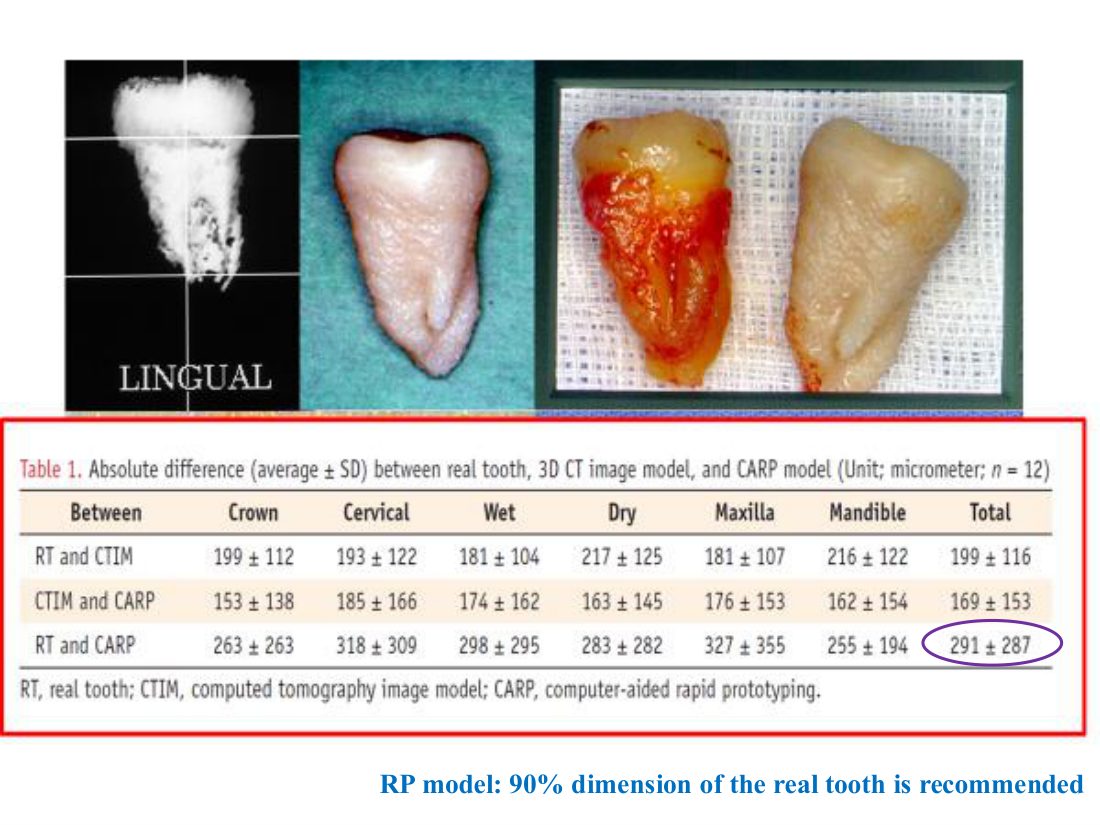 LINGUAL
Table 1. Absolute difference (average ± SD) between real tooth, 3D CT image model, and CARP model (Unit; micrometer; n = 12)
Between Crown Cervical Wet Dry Maxilla Mandible Total
RT and CTIM 199 ± 112 193 ± 122 181 ± 104 217 ± 125 181 ± 107 216 ± 122 199 ± 116
CTIM and CARP 153 ± 138 185 ± 166 174 ± 162 163 ± 145 176 ± 153 162 ± 154 169 ± 153
RT and CARP 263 ± 263 318 ± 309 298 ± 295 283 ± 282 327 ± 355 255 ± 194 291 ± 287
RT, real tooth; CTIM, computed tomography image model; CARP, computer-aided rapid prototyping.
RP model: 90% dimension of the real tooth is recommended